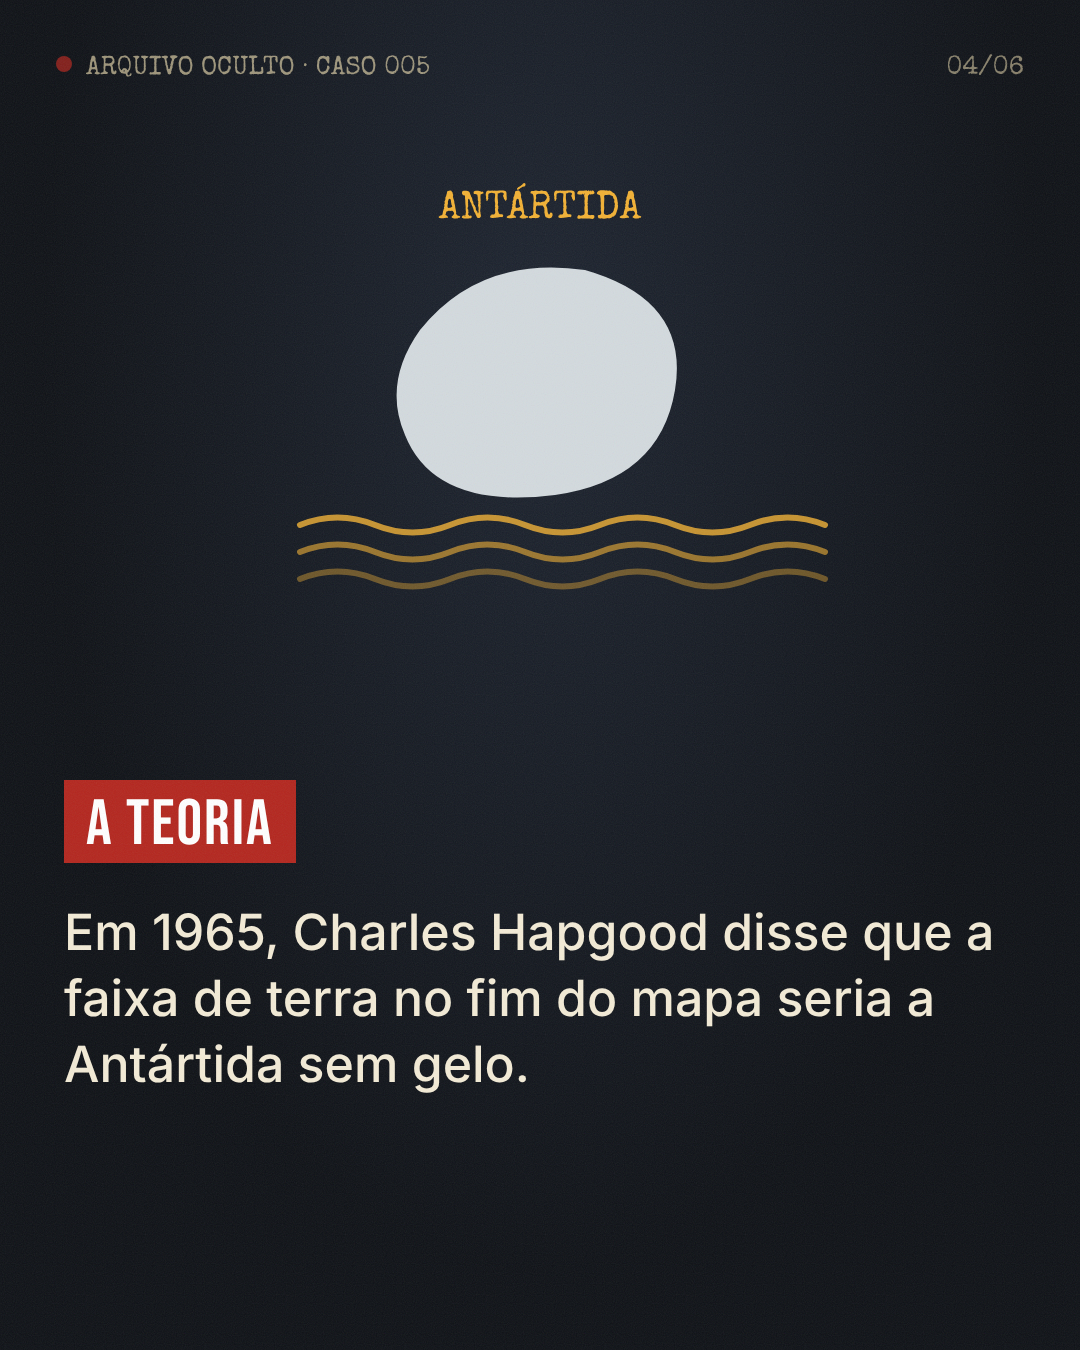 ARQUIVO OCULTO · CASO 005
04/06
ANTÁRTIDA
A TEORIA
Em 1965, Charles Hapgood disse que a
faixa de terra no fim do mapa seria a
Antártida sem gelo.